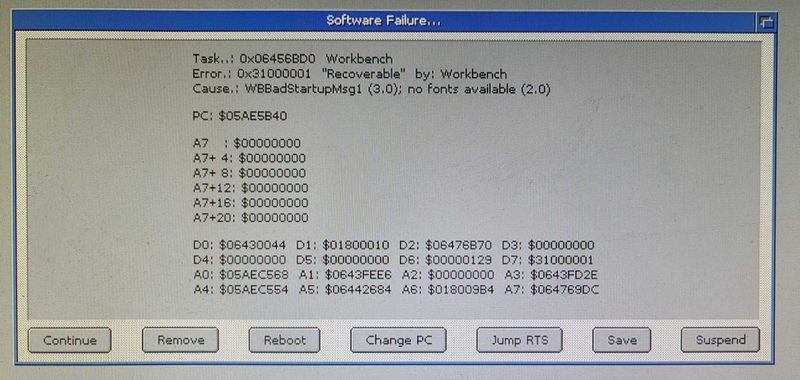 Software Failure...
Task..: 0x06456BD0 Workbench
Error.: 0x31000001 "Recoverable" by: Workbench
Cause.: WBBadStartupMsg1 (3.0); no fonts available (2.0)
PC: $05AE5B40
A7 : $00000000
A7+ 4: $00000000
A7+ 8: $00000000
A7+12: $00000000
A7+16: $00000000
A7+20: $00000000
D0: $06430044 D1: $01800010 D2: $06476B70 D3: $00000000
D4: $00000000 D5: $00000000 D6: $00000129 D7: $31000001
A0: $05AEC568 A1: $0643FEE6 A2: $00000000 A3: $0643FD2E
A4: $05AEC554 A5: $06442684 A6: $018009B4 A7: $064769DC
Continue Remove Reboot Change PC Jump RTS Save Suspend